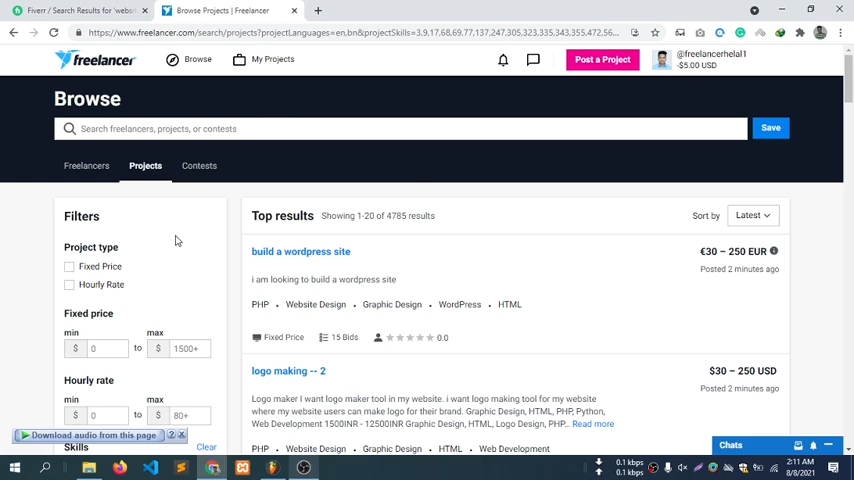 Fiverr / Search Results for 'websi
Browse Projects | Freelancer
https://www.freelancer.com/search/projects?projectLanguages=en,bn&projectSkills=3,9,17,68,69,77,137,247,305,323,335,343,355,472,56...
freelancer
Browse
My Projects
Post a Project
@freelancerhelal1
-$5.00 USD
Browse
Search freelancers, projects, or contests
Save
Freelancers
Projects
Contests
Filters
Project type
Fixed Price
Hourly Rate
Fixed price
min
max
$ 0 to $ 1500+
Hourly rate
min
max
$ 0 to $ 80+
Download audio from this page ? X
Skills
Clear
Top results
Showing 1-20 of 4785 results
Sort by
Latest
build a wordpress site
€30 – 250 EUR
Posted 2 minutes ago
i am looking to build a wordpress site
PHP • Website Design • Graphic Design • WordPress • HTML
Fixed Price
15 Bids
0.0
logo making -- 2
$30 – 250 USD
Posted 2 minutes ago
Logo maker I want logo maker tool in my website. i want logo making tool for my website
where my website users can make logo for their brand. Graphic Design, HTML, PHP, Python,
Web Development 1500INR - 12500INR Graphic Design, HTML, Logo Design, PHP... Read more
PHP • Website Design • Graphic Design • HTML • Web Development
Chats
0.1 kbps
0.1 kbps
2:11 AM
8/8/2021